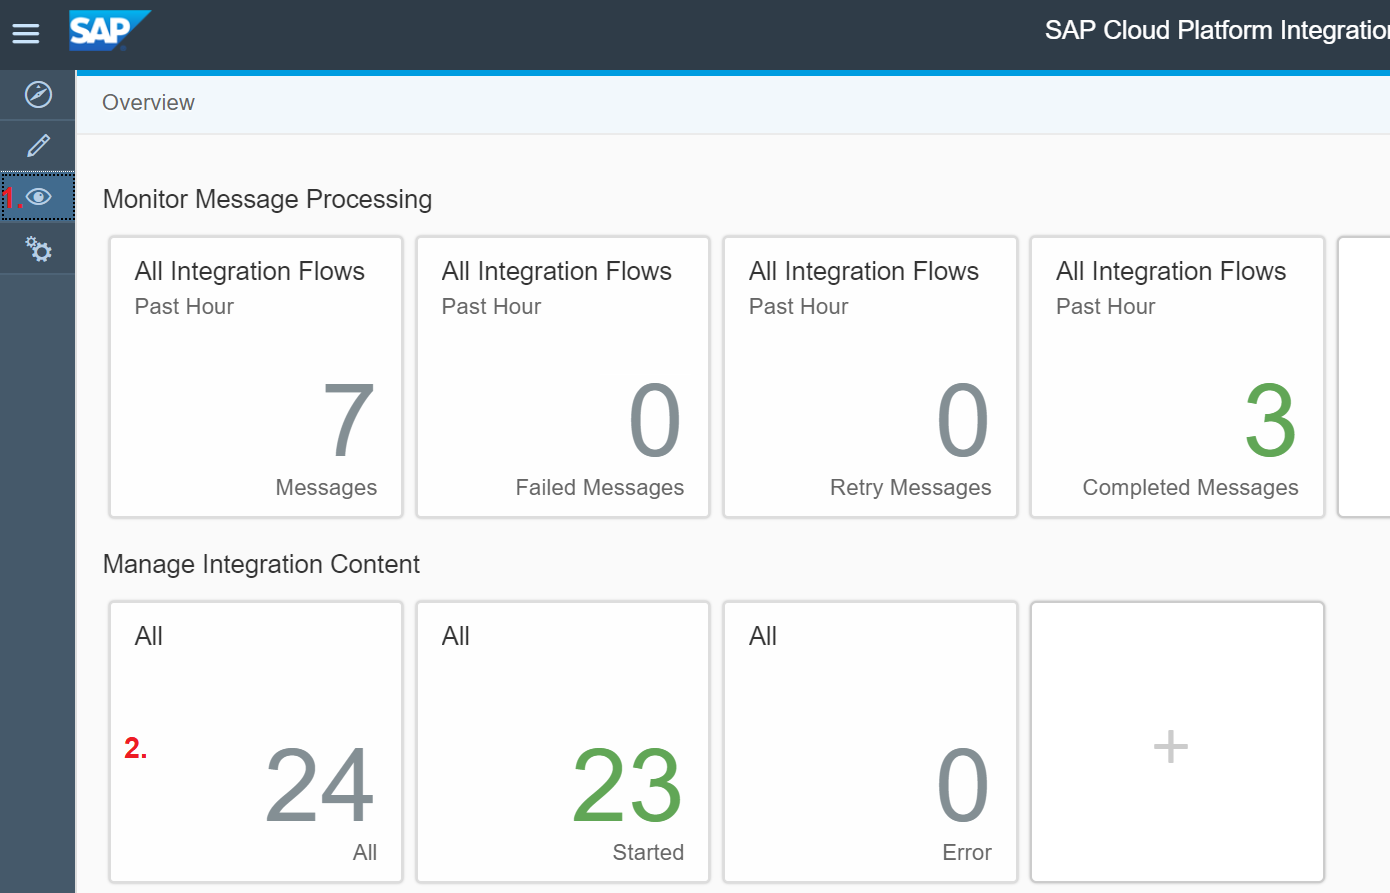 SAP
SAP Cloud Platform Integration
Overview
1.
Monitor Message Processing
All Integration Flows
Past Hour
7
Messages
All Integration Flows
Past Hour
0
Failed Messages
All Integration Flows
Past Hour
0
Retry Messages
All Integration Flows
Past Hour
3
Completed Messages
Manage Integration Content
All
2.
24
All
All
23
Started
All
0
Error